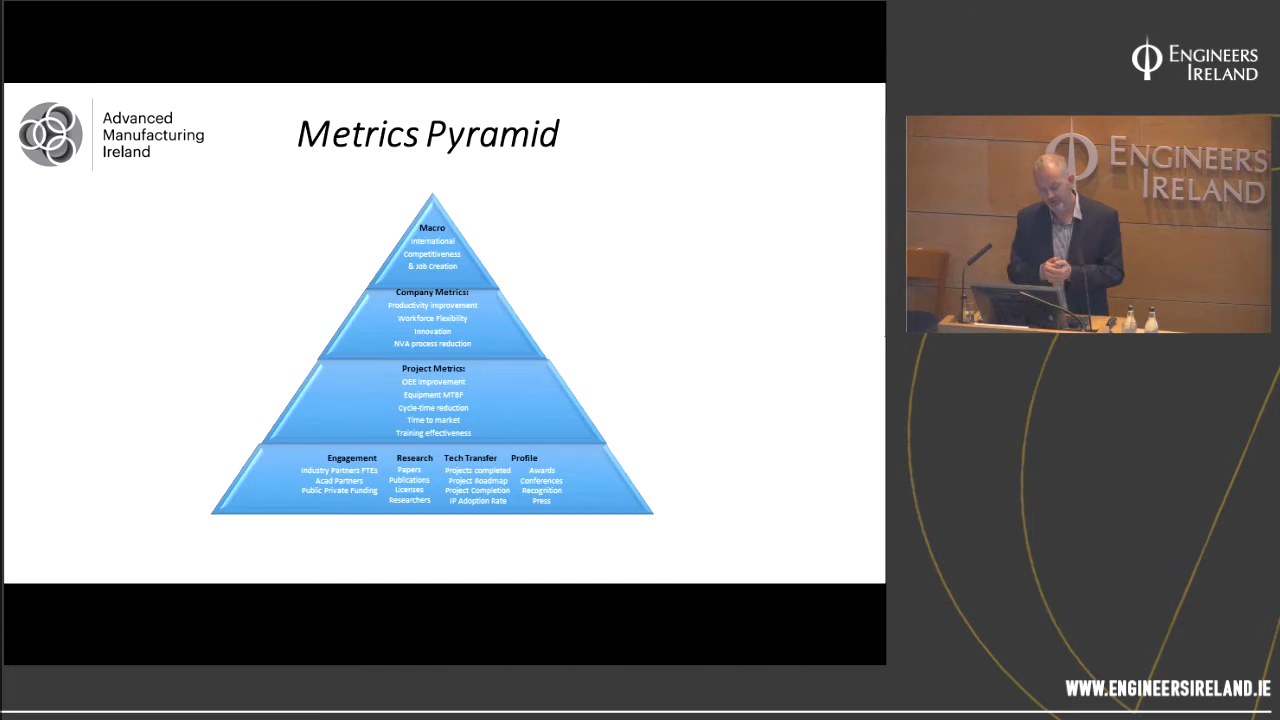 Advanced
Manufacturing
Ireland
Metrics Pyramid
Macro
International
Competitiveness
& Job Creation
Company Metrics:
Productivity improvement
Workforce Flexibility
Innovation
NVA process reduction
Project Metrics:
OEE improvement
Equipment MTBF
Cycle-time reduction
Time to market
Training effectiveness
Engagement
Industry Partners FTEs
Acad Partners
Public Private Funding
Research
Papers
Publications
Licenses
Researchers
Tech Transfer
Projects completed
Project Roadmap
Project Completion
IP Adoption Rate
Profile
Awards
Conferences
Recognition
Press
ENGINEERS
IRELAND
ENGINEERS
IRELAND
WWW.ENGINEERSIRELAND.IE